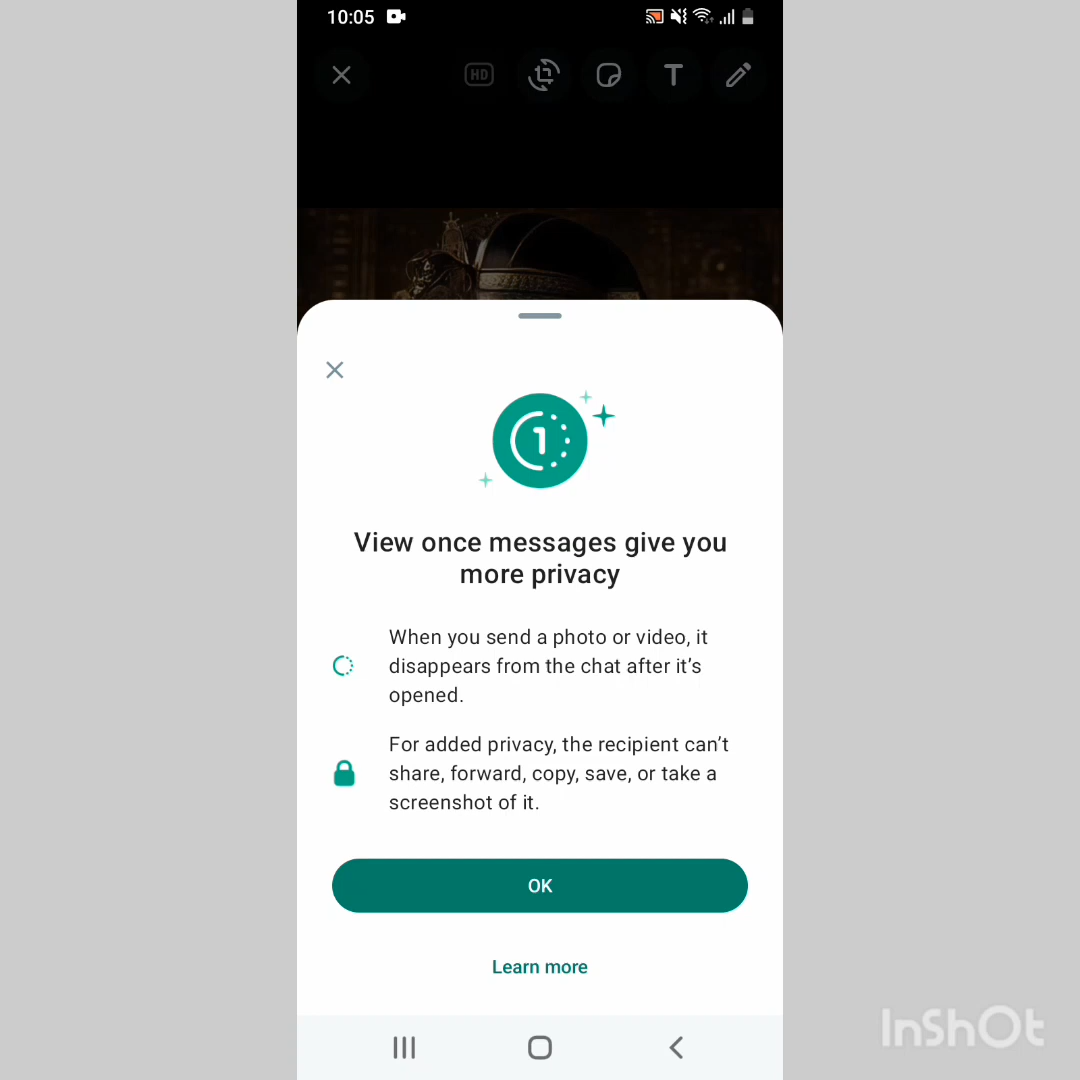 10:05
HD
T
1
View once messages give you
more privacy
When you send a photo or video, it
disappears from the chat after it's
opened.
For added privacy, the recipient can't
share, forward, copy, save, or take a
screenshot of it.
OK
Learn more
InShOt